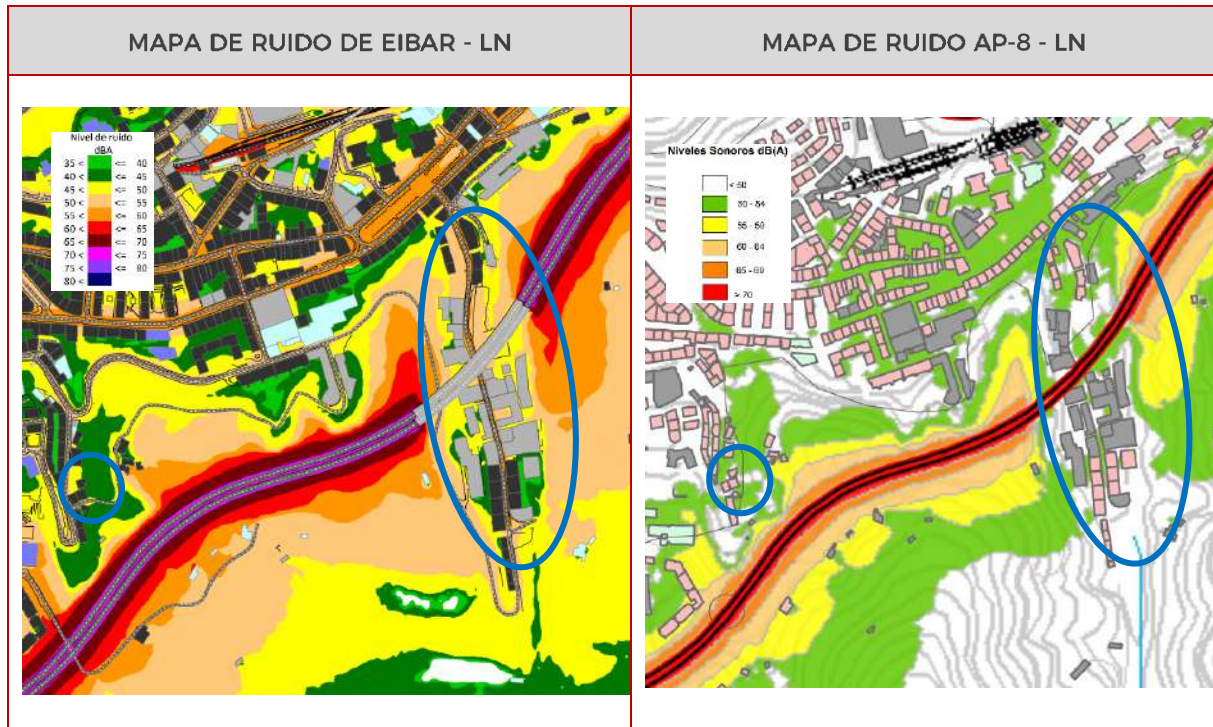 MAPA DE RUIDO DE EIBAR - LN
MAPA DE RUIDO AP-8 - LN
Nivel de ruido
dBA
35 < <= 40
40 < <= 45
45 < <= 50
50 < <= 55
55 < <= 60
60 < <= 65
65 < <= 70
70 < <= 75
75 < <= 80
80 <
Niveles Sonoros dB(A)
55 - 59
60 - 64
65 - 69
> 70